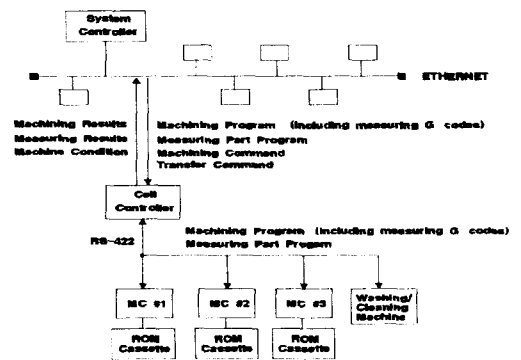 System
Controller
ETHERNET
Machining Results
Measuring Results
Machine Condition
Machining Program (including measuring G codes)
Measuring Part Program
Machining Command
Transfer Command
Cell
Controller
RS-422
Machining Program (including measuring G codes)
Measuring Part Progam
MC #1
MC #2
MC #3
Washing/
Cleaning
Machine
ROM
Cassette
ROM
Cassette
ROM
Cassette